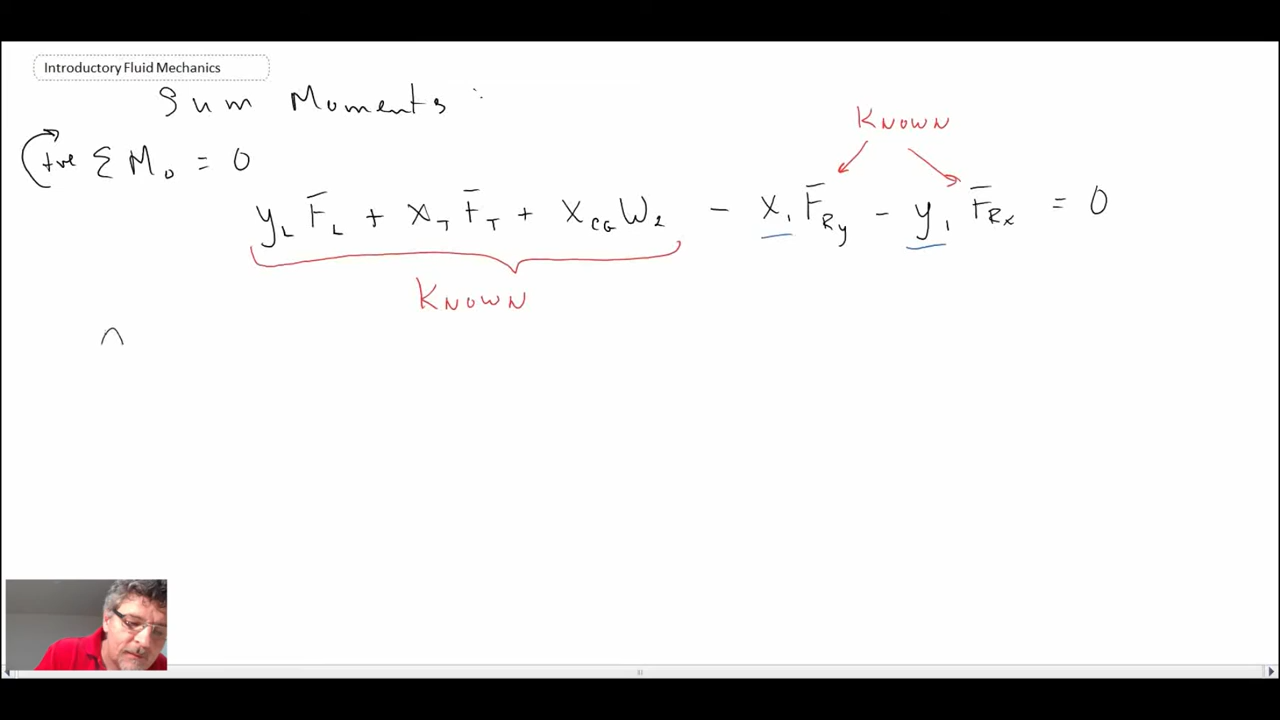 Introductory Fluid Mechanics
Sum Moments :
+ve Σ M₀ = 0
Known
y_L F̄_L + x_T F̄_T + x_CG W₂ - x₁ F̄_Ry - y₁ F̄_Rx = 0
Known